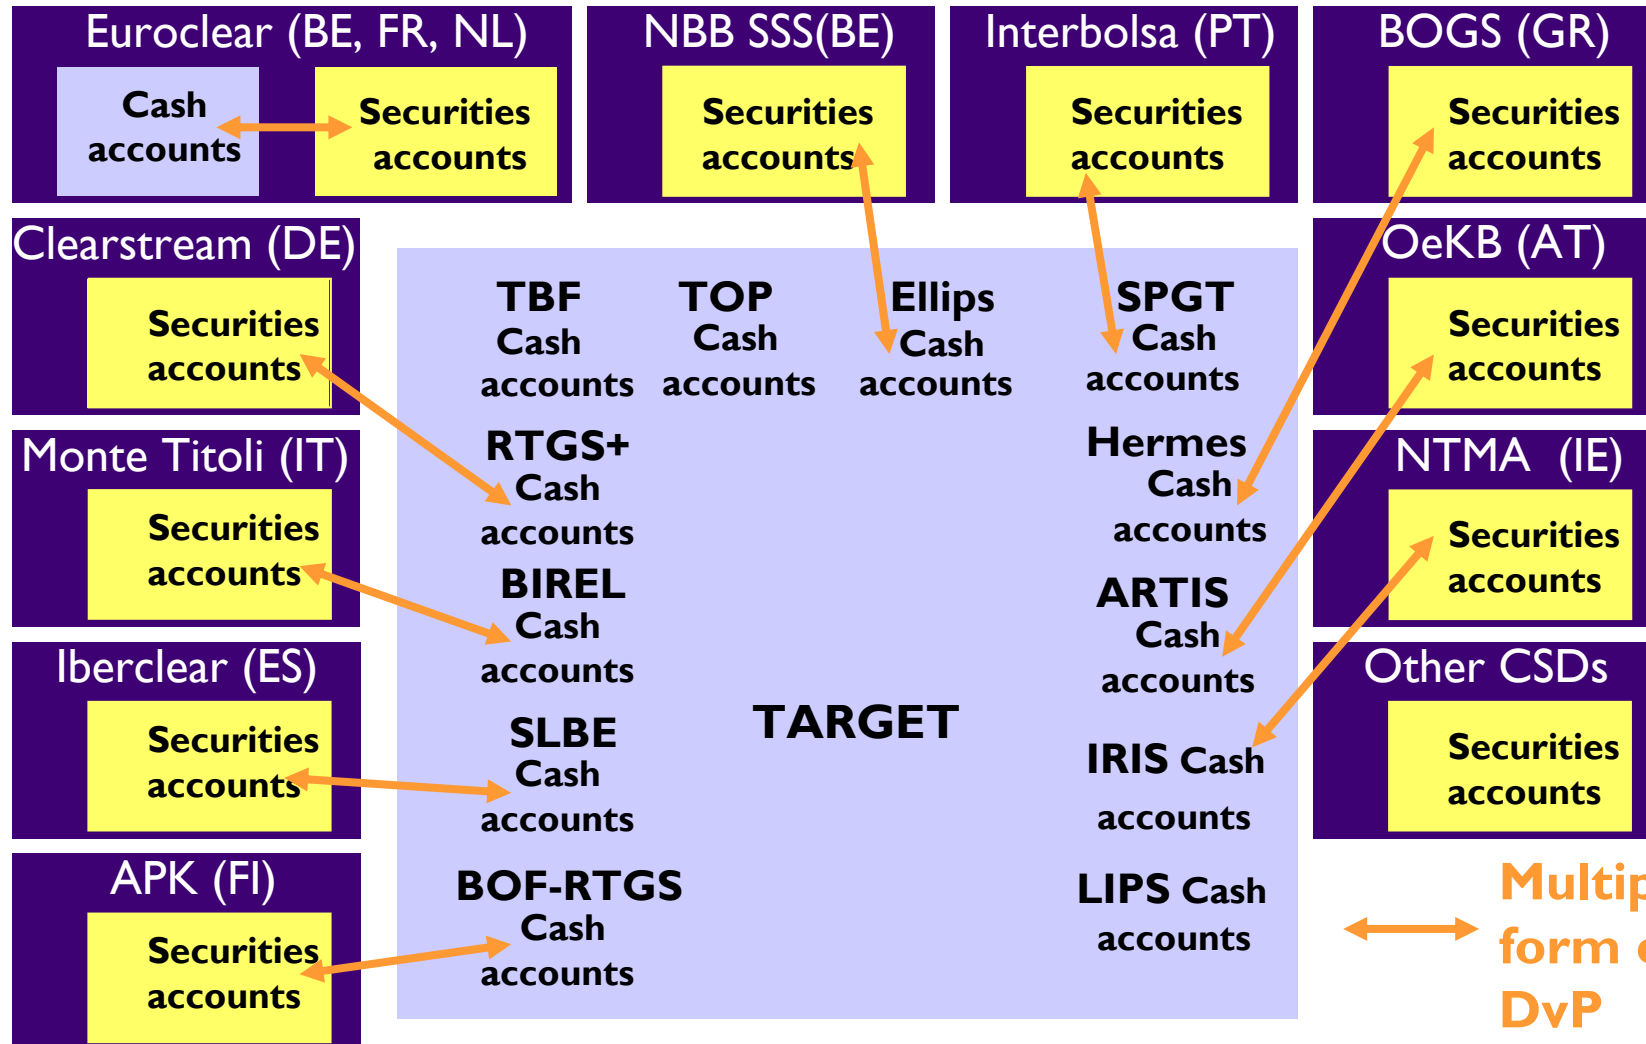 Euroclear (BE, FR, NL)
Cash
accounts
Securities
accounts
NBB SSS(BE)
Securities
accounts
Interbolsa (PT)
Securities
accounts
BOGS (GR)
Securities
accounts
Clearstream (DE)
Securities
accounts
Monte Titoli (IT)
Securities
accounts
Iberclear (ES)
Securities
accounts
APK (FI)
Securities
accounts
TBF
Cash
accounts
TOP
Cash
accounts
Ellips
Cash
accounts
SPGT
Cash
accounts
RTGS+
Cash
accounts
BIREL
Cash
accounts
SLBE
Cash
accounts
BOF-RTGS
Cash
accounts
TARGET
Hermes
Cash
accounts
ARTIS
Cash
accounts
IRIS Cash
accounts
LIPS Cash
accounts
OeKB (AT)
Securities
accounts
NTMA (IE)
Securities
accounts
Other CSDs
Securities
accounts
form
DvP